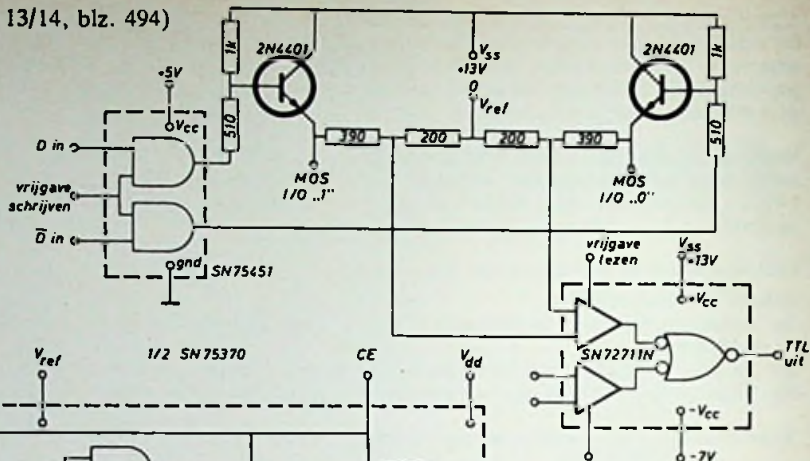 13/14, blz. 494)
1k
2N4401
Vss
+13V
0
Vref
2N4401
1k
+5V
510
Vcc
390
200
200
390
510
D in
MOS
I/O „1"
MOS
I/O „0"
vrijgave
schrijven
D̅ in
gnd
SN75451
vrijgave
lezen
Vss
+13V
+Vcc
Vref
1/2 SN75370
CE
Vdd
SN72711N
TTL
uit
-Vcc
-7V